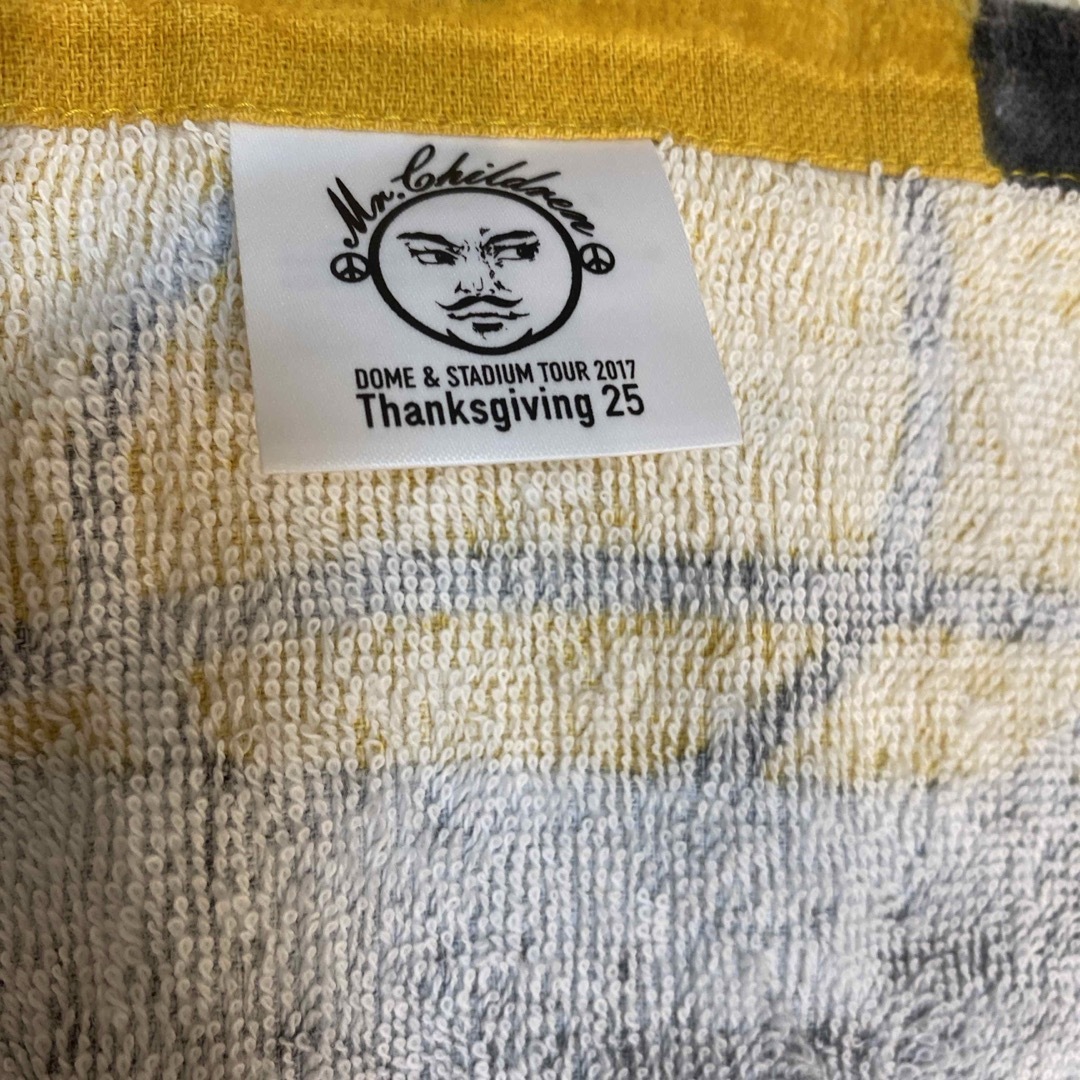 Mr. Children
DOME & STADIUM TOUR 2017
Thanksgiving 25